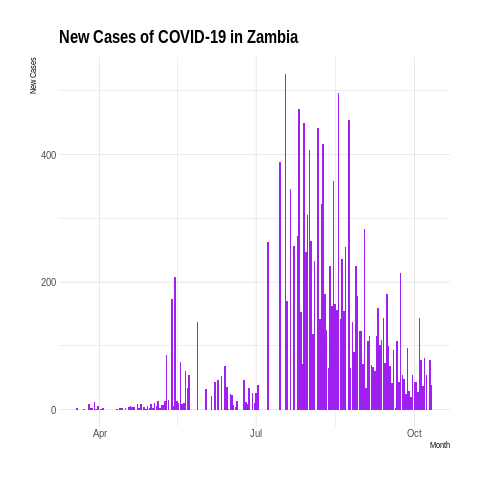 New Cases of COVID-19 in Zambia
New Cases
400
200
0
Apr
Jul
Oct
Month